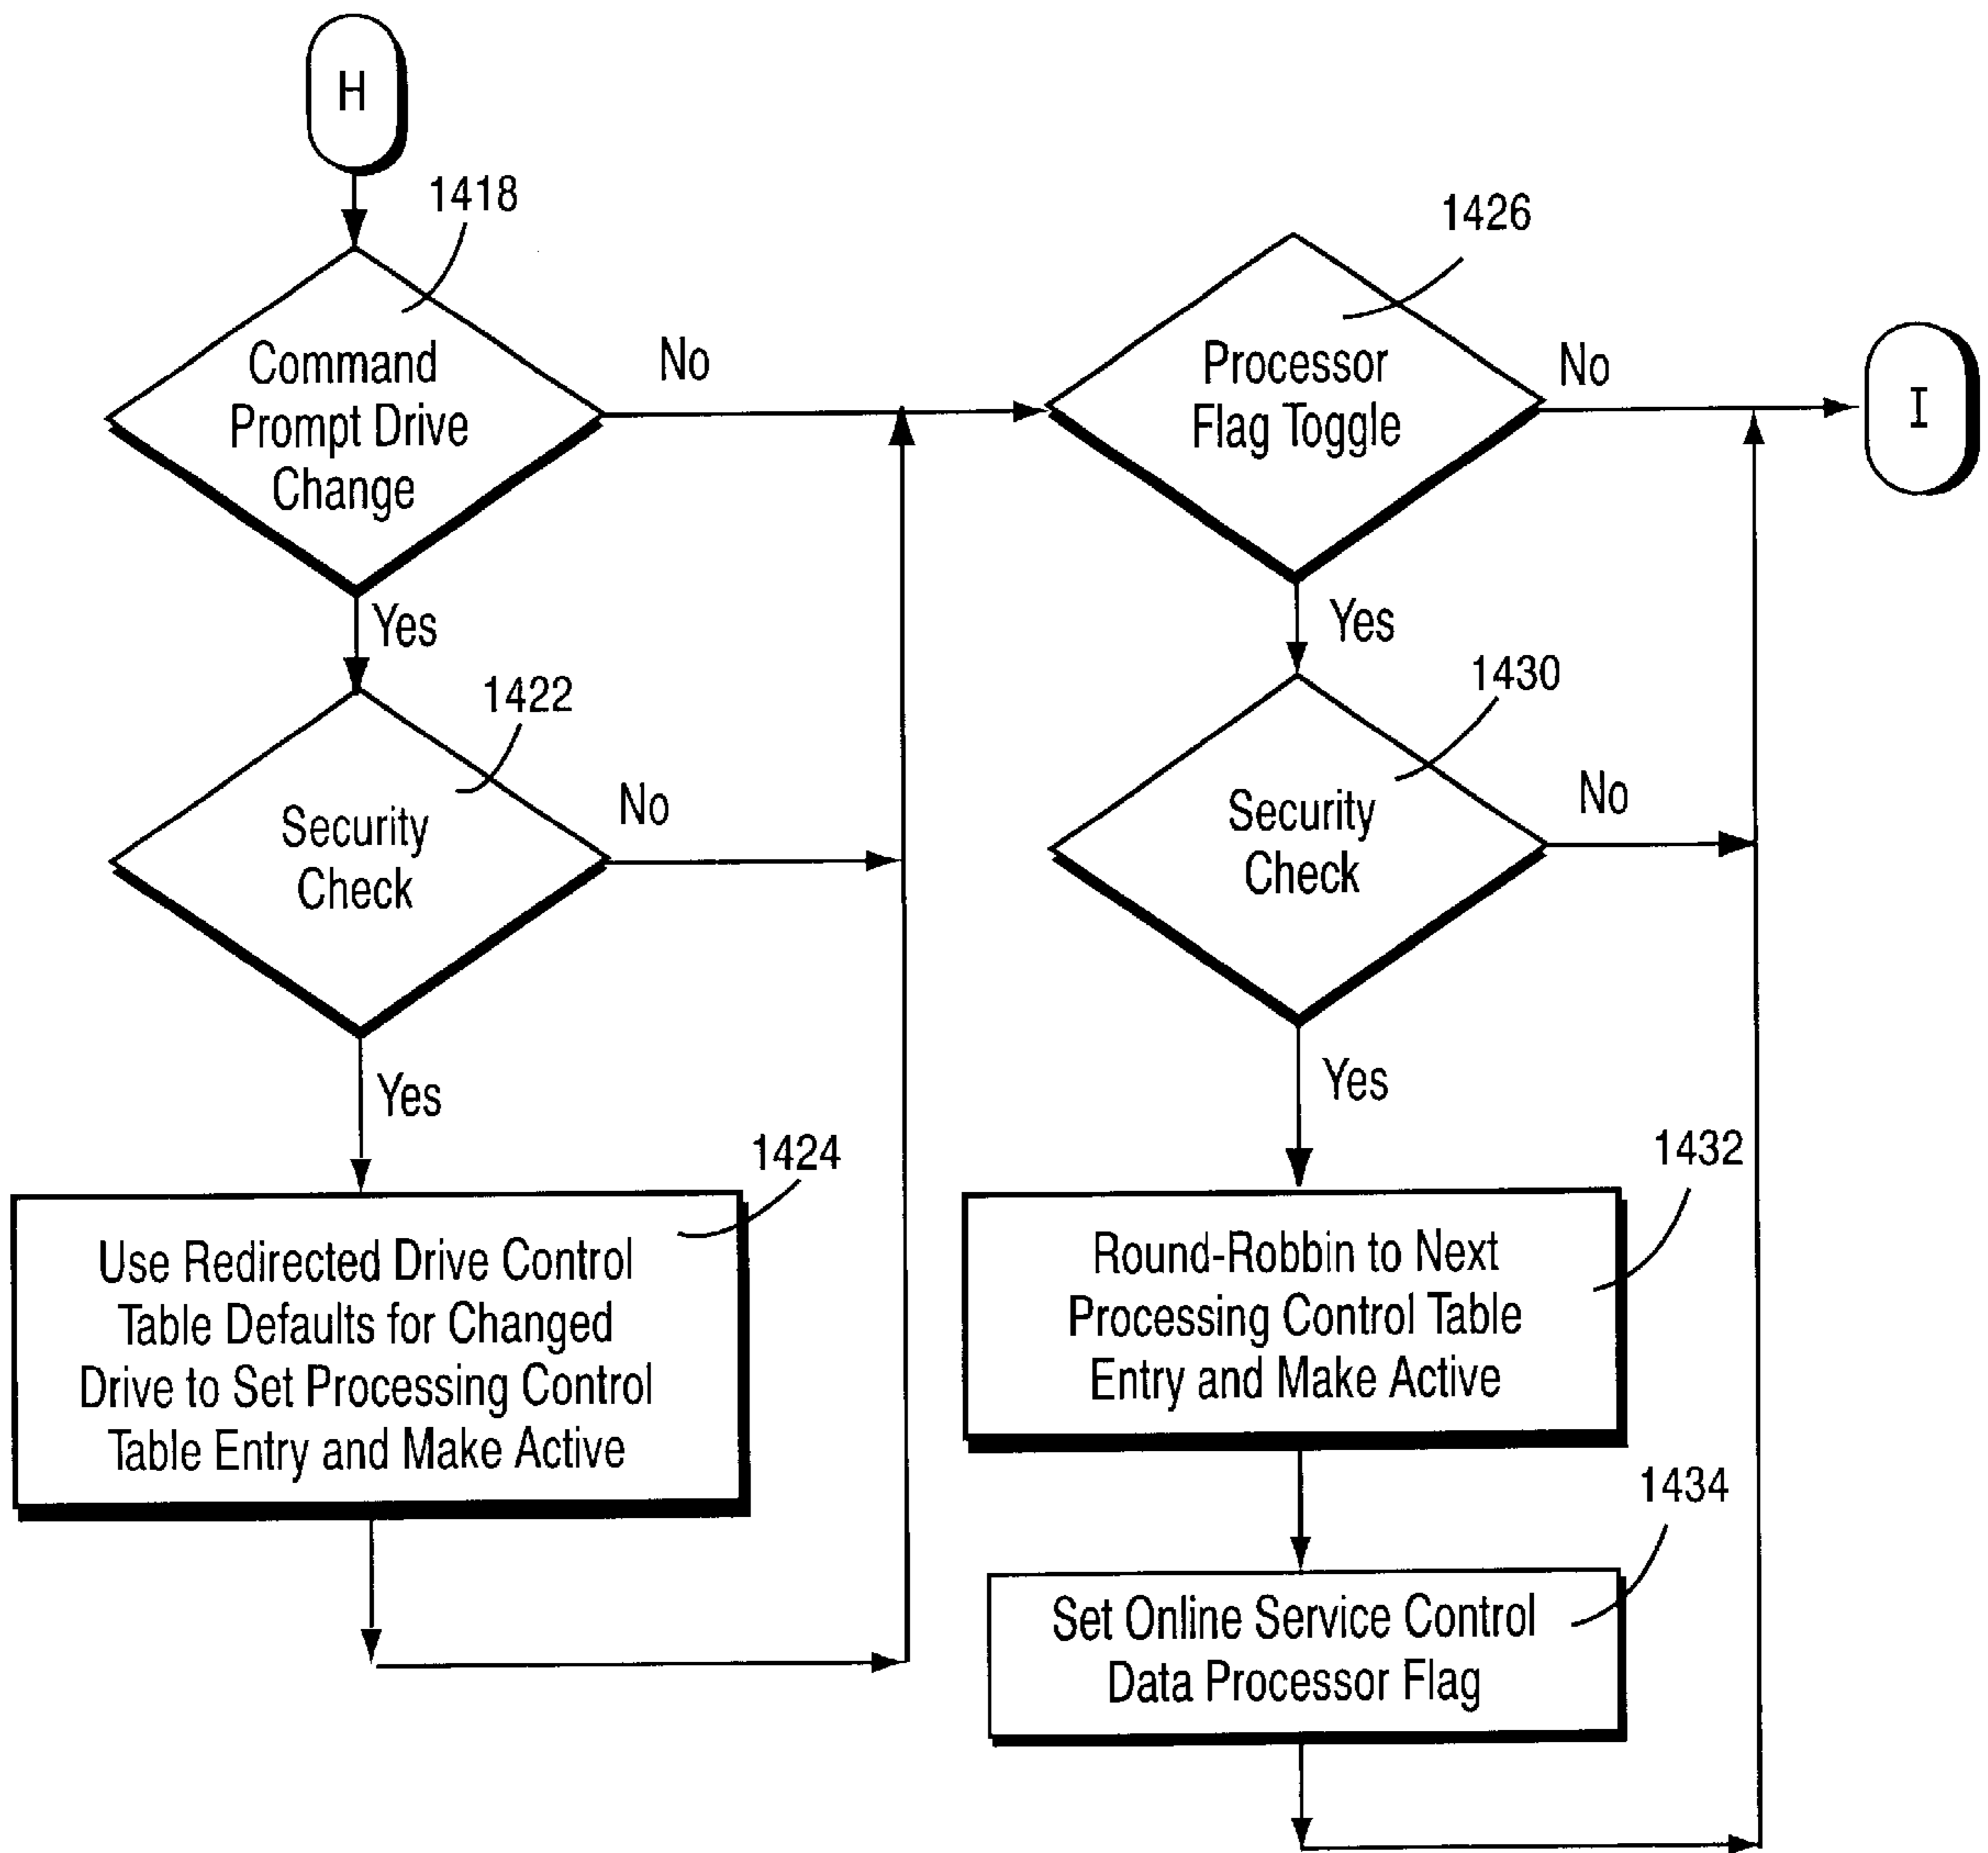 H
1418
Command
Prompt Drive
Change
No
Yes
1422
Security
Check
No
Yes
1424
Use Redirected Drive Control
Table Defaults for Changed
Drive to Set Processing Control
Table Entry and Make Active
1426
Processor
Flag Toggle
No
I
Yes
1430
Security
Check
No
Yes
1432
Round-Robbin to Next
Processing Control Table
Entry and Make Active
1434
Set Online Service Control
Data Processor Flag